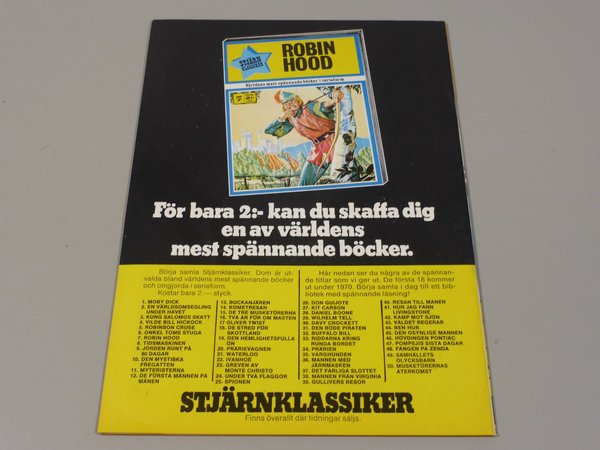 STJÄRN
KLASSIKER
ROBIN
HOOD
Världens mest spännande böcker i serieform
För bara 2:- kan du skaffa dig
en av världens
mest spännande böcker.
Börja samla Stjärnklassiker. Dom är ut-
valda bland världens mest spännande böcker
och omgjorda i serieform.
Kostar bara 2:— styck.
1. MOBY DICK
2. EN VÄRLDSOMSEGLING
UNDER HAVET
3. KUNG SALOMOS SKATT
4. VILDE BILL HICKOCK
5. ROBINSON CRUSE
6. ONKEL TOMS STUGA
7. ROBIN HOOD
8. TIDSMASKINEN
9. JORDEN RUNT PÅ
80 DAGAR
10. DEN MYSTISKA
FREGATTEN
11. MYTERISTERNA
12. DE FÖRSTA MÄNNEN PÅ
MÅNEN
13. BUCKANJÄREN
14. KOMETRESAN
15. DE TRE MUSKETÖRERNA
16. TVÅ ÅR FÖR OM MASTEN
17. DEERSLAYER
18. DE STRED FÖR
SKOTTLAND
19. DEN HEMLIGHETSFULLA
ÖN
20. PRÄRIEVAGNEN
21. WATERLOO
22. IVANHOE
23. GREVEN AV
MONTE CHRISTO
24. UNDER TVÅ FLAGGOR
25. SPIONEN
Här nedan ser du några av de spännan-
de titlar som vi ger ut. De första 18 kommer
ut under 1970. Börja samla i dag till ett bib-
liotek med spännande läsning!
26. DON QUIJOTE
27. KIT CARSON
28. DANIEL BOONE
29. WILHELM TELL
30. DAVY CROCKETT
31. DEN RÖDE PIRATEN
32. BUFFALO BILL
33. RIDDARNA KRING
RUNDA BORDET
34. PRÄRIEN
35. VARGHUNDEN
36. MANNEN MED
JÄRNMASKEN
37. DET FARLIGA SLOTTET
38. MANNEN FRÅN VIRGINIA
39. GULLIVERS RESOR
40. RESAN TILL MÅNEN
41. HUR JAG FANN
LIVINGSTONE
42. KAMP MOT SJÖN
43. VÅLDET REGERAR
44. BEN HUR
45. DEN OSYNLIGE MANNEN
46. HÖVDINGEN PONTIAC
47. POMPEJIS SISTA DAGAR
48. FÅNGEN PÅ ZENDA
49. SAMHÄLLETS
OLYCKSBARN
50. MUSKETÖRERNAS
ÅTERKOMST
STJÄRNKLASSIKER
Finns överallt där tidningar säljs.